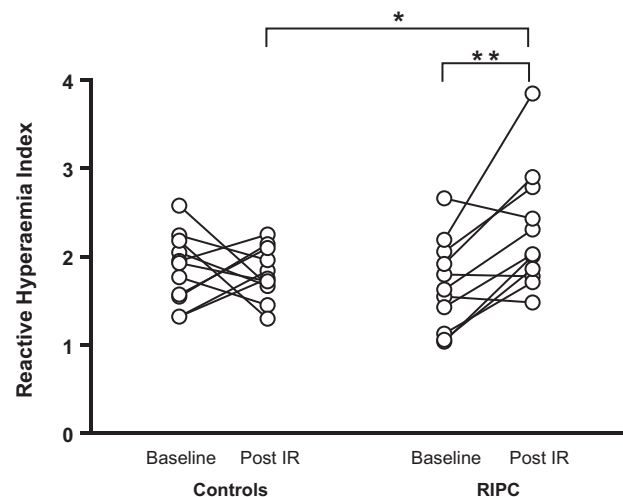 *
* *
4
3
2
1
0
Reactive Hyperaemia Index
Baseline Post IR Baseline Post IR
Controls RIPC